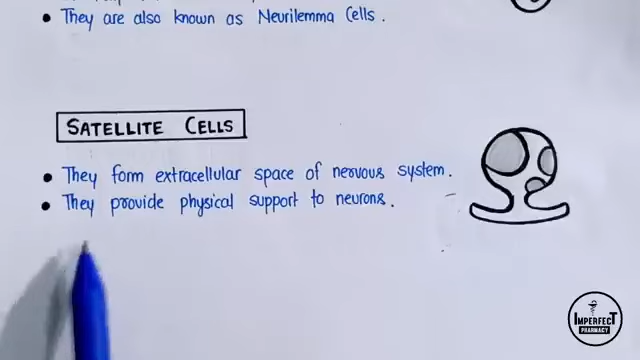 • They are also known as Neurilemma Cells.
SATELLITE CELLS
• They form extracellular space of nervous system.
• They provide physical support to neurons.
IMPERFECT
PHARMACY